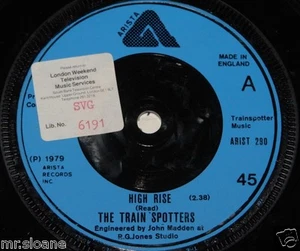 ARISTA
London Weekend
Television
Music Services
SVG
Lib. No. 6191
MADE IN
ENGLAND
A
Trainspotter
Music
ARIST 290
(P) 1979
ARISTA
RECORDS
INC.
45
HIGH RISE (2.38)
(Read)
THE TRAIN SPOTTERS
Engineered by John Madden at
P.G.Jones Studio
mr.sloane
mr.sloane